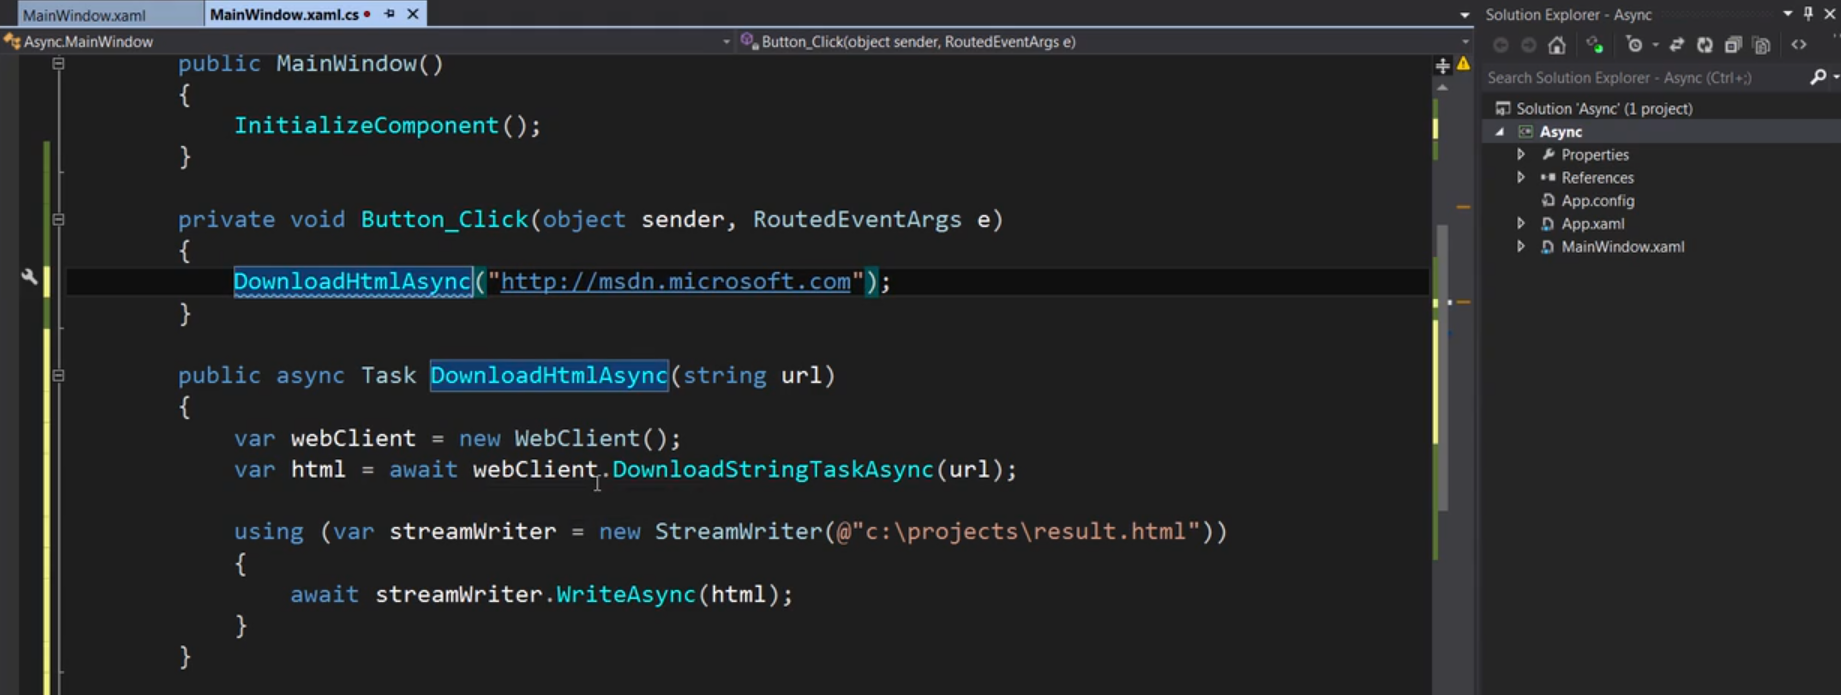 MainWindow.xaml
MainWindow.xaml.cs
Solution Explorer - Async
Async.MainWindow
Button_Click(object sender, RoutedEventArgs e)
Search Solution Explorer - Async (Ctrl+;)
Solution 'Async' (1 project)
Async
Properties
References
App.config
App.xaml
MainWindow.xaml
public MainWindow()
{
InitializeComponent();
}
private void Button_Click(object sender, RoutedEventArgs e)
{
DownloadHtmlAsync("http://msdn.microsoft.com");
}
public async Task DownloadHtmlAsync(string url)
{
var webClient = new WebClient();
var html = await webClient.DownloadStringTaskAsync(url);
using (var streamWriter = new StreamWriter(@"c:\projects\result.html"))
{
await streamWriter.WriteAsync(html);
}
}